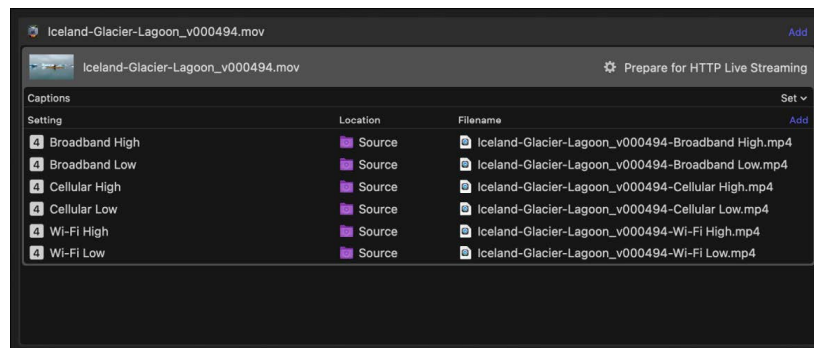 Iceland-Glacier-Lagoon_v000494.mov Add
Iceland-Glacier-Lagoon_v000494.mov Prepare for HTTP Live Streaming
Captions Set
Setting Location Filename Add
4 Broadband High Source Iceland-Glacier-Lagoon_v000494-Broadband High.mp4
4 Broadband Low Source Iceland-Glacier-Lagoon_v000494-Broadband Low.mp4
4 Cellular High Source Iceland-Glacier-Lagoon_v000494-Cellular High.mp4
4 Cellular Low Source Iceland-Glacier-Lagoon_v000494-Cellular Low.mp4
4 Wi-Fi High Source Iceland-Glacier-Lagoon_v000494-Wi-Fi High.mp4
4 Wi-Fi Low Source Iceland-Glacier-Lagoon_v000494-Wi-Fi Low.mp4